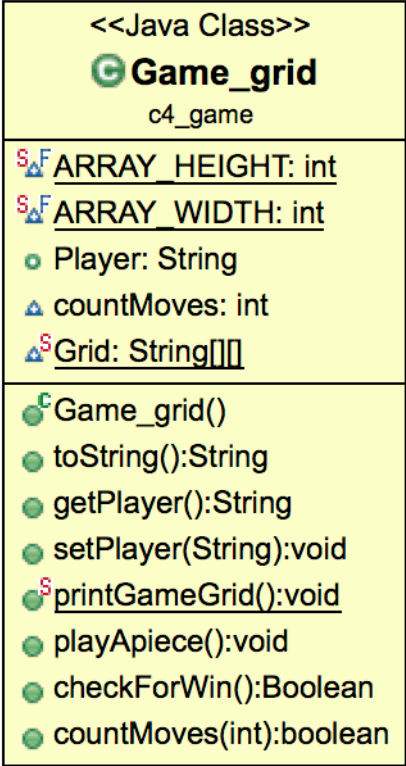 <<Java Class>>
C Game_grid
c4_game
S F ARRAY_HEIGHT: int
S F ARRAY_WIDTH: int
Player: String
countMoves: int
S Grid: String[][]
C Game_grid()
toString():String
getPlayer():String
setPlayer(String):void
S printGameGrid():void
playApiece():void
checkForWin():Boolean
countMoves(int):boolean